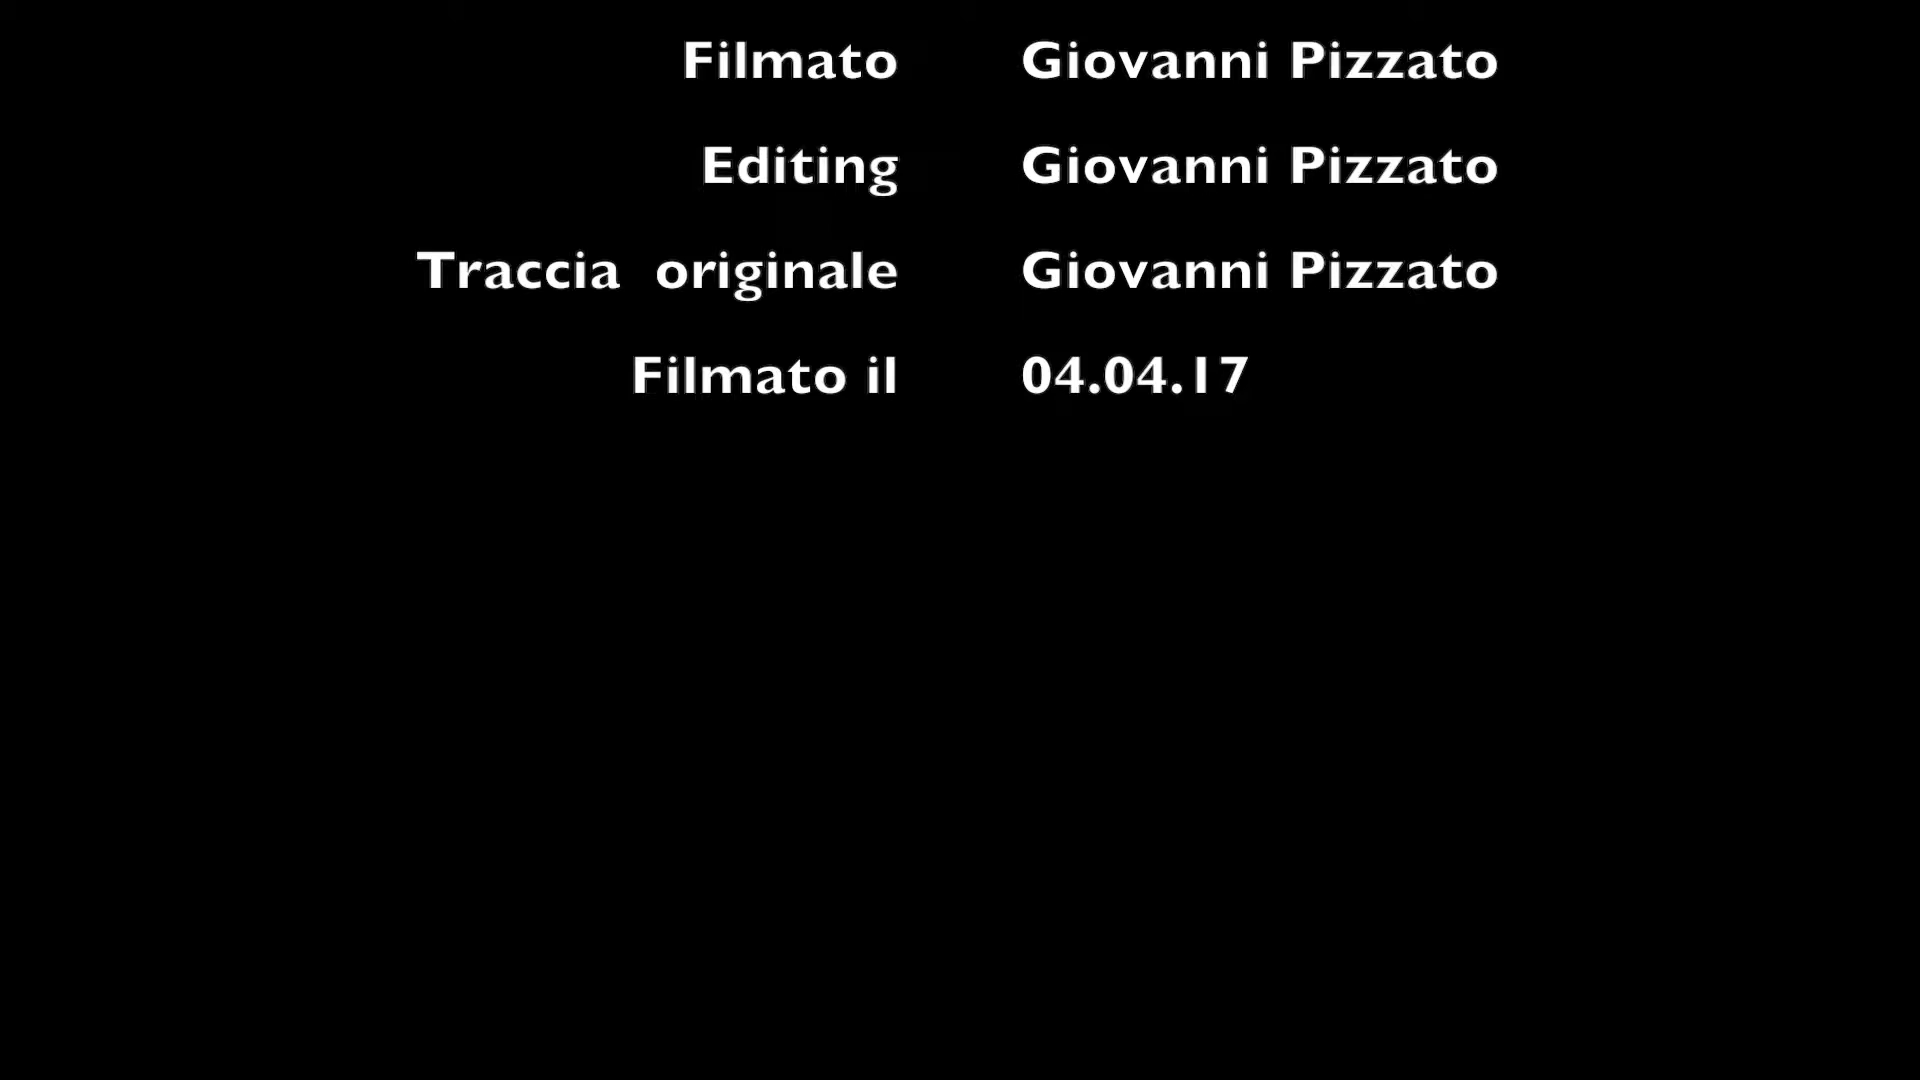 Filmato Giovanni Pizzato
Editing Giovanni Pizzato
Traccia originale Giovanni Pizzato
Filmato il 04.04.17